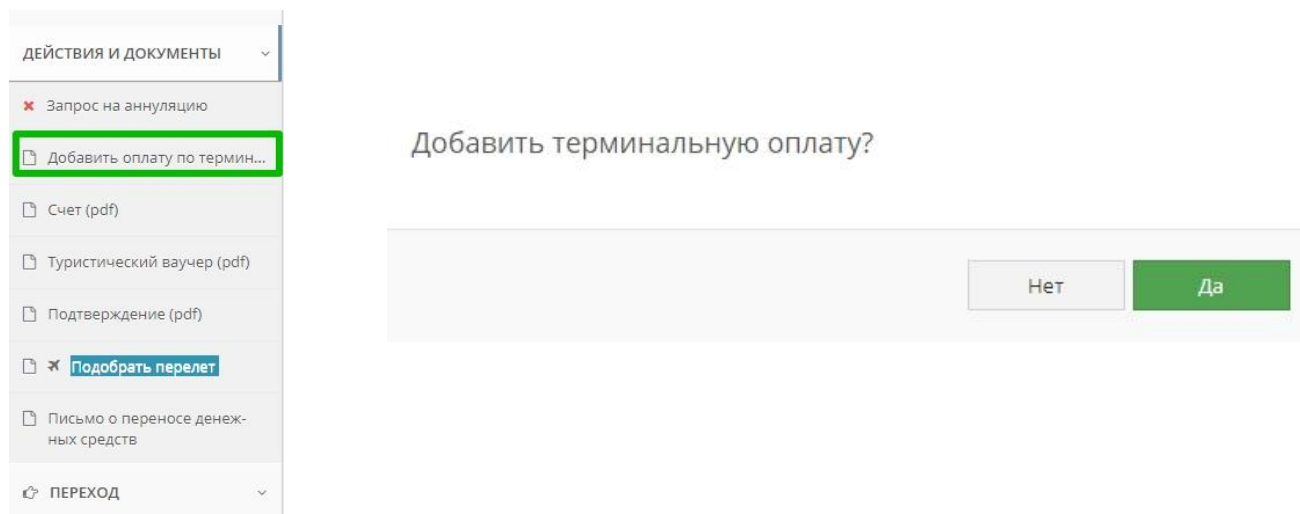 ДЕЙСТВИЯ И ДОКУМЕНТЫ
Запрос на аннуляцию
Добавить оплату по термин...
Счет (pdf)
Туристический ваучер (pdf)
Подтверждение (pdf)
Подобрать перелет
Письмо о переносе денеж-
ных средств
ПЕРЕХОД
Добавить терминальную оплату?
Нет
Да